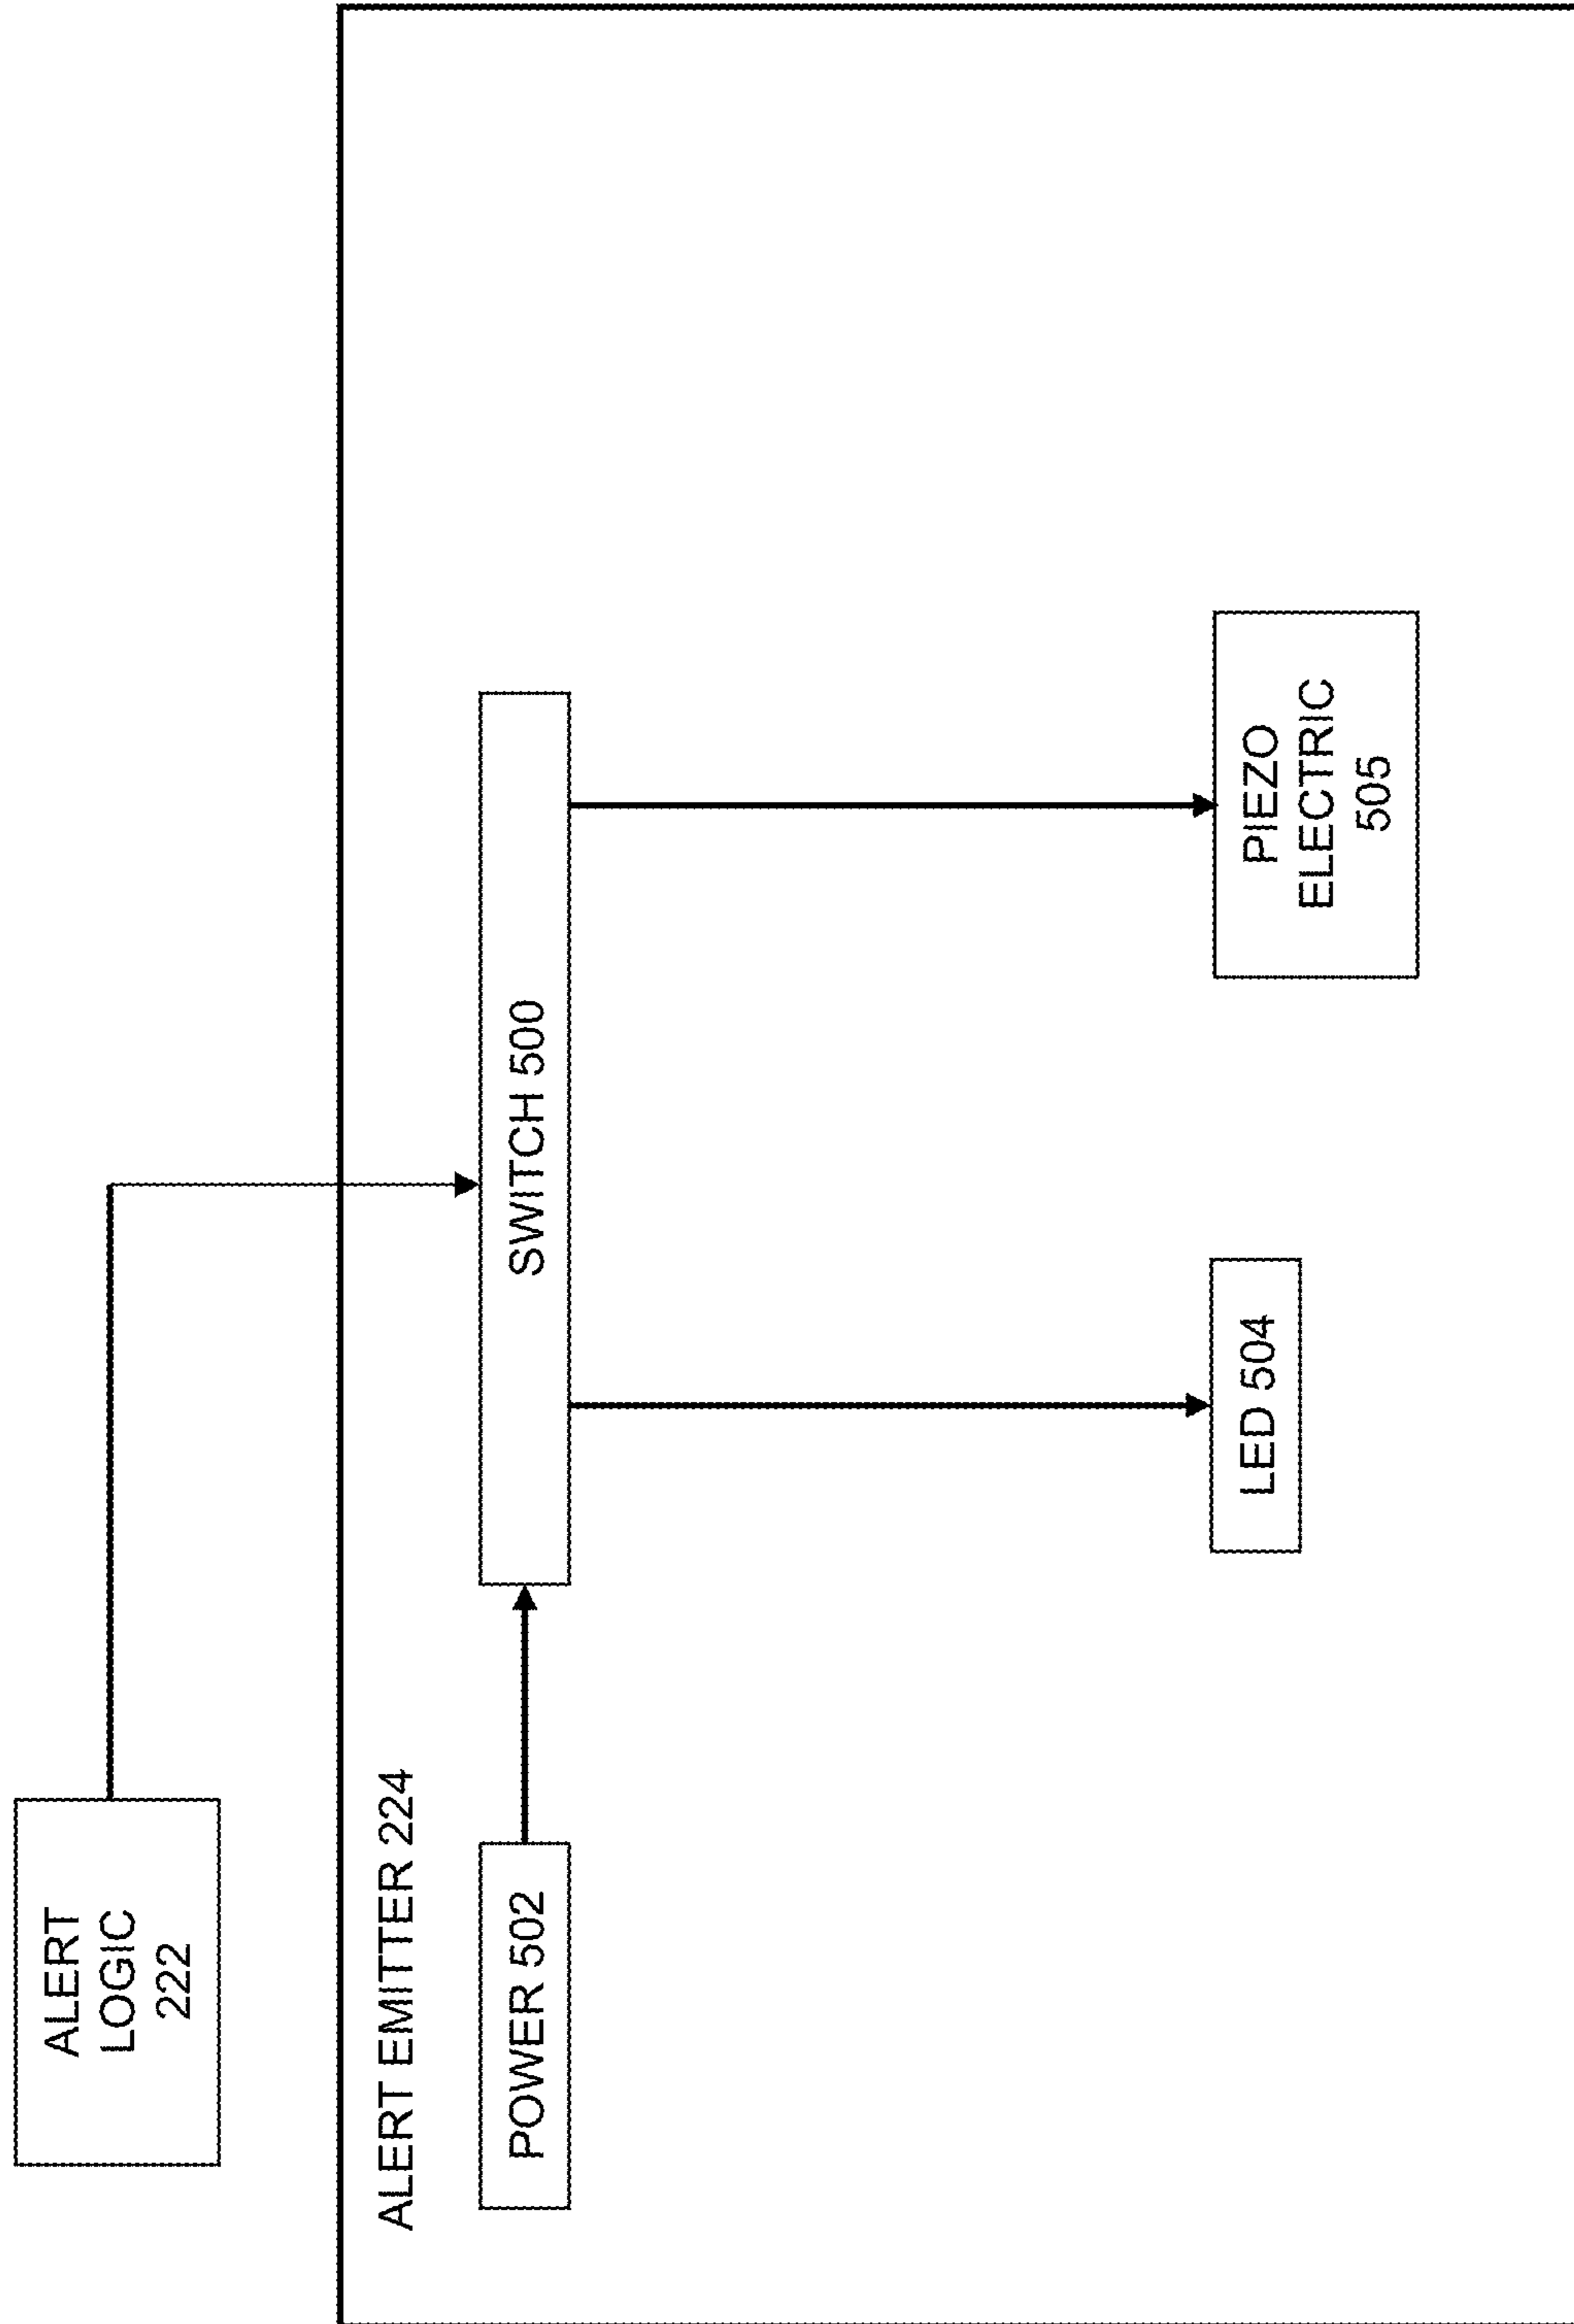 ALERT
LOGIC
222
ALERT EMITTER 224
POWER 502
SWITCH 500
LED 504
PIEZO
ELECTRIC
505